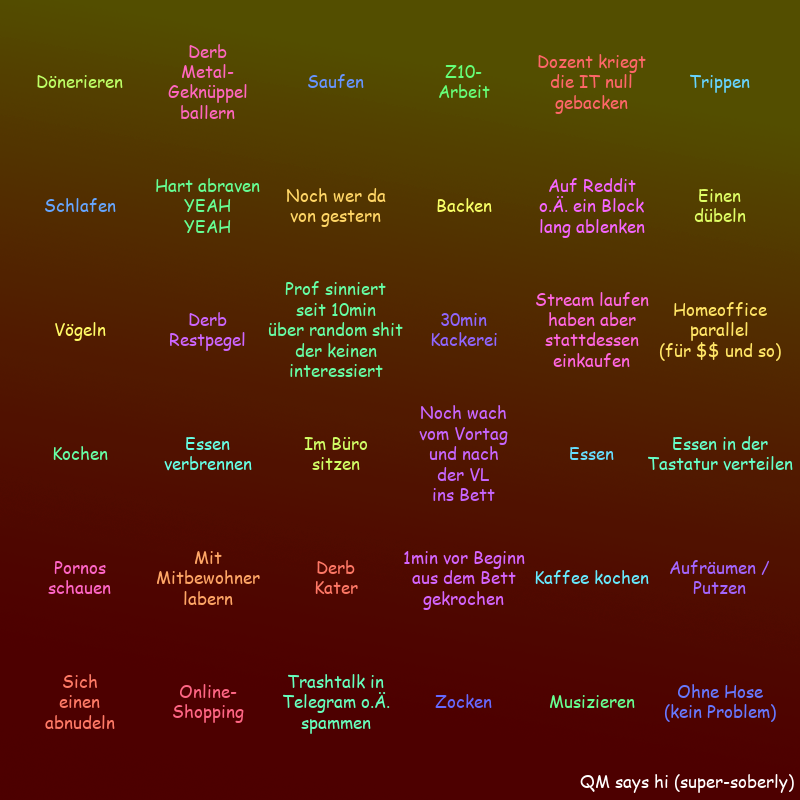 Dönerieren
Derb
Metal-
Geknüppel
ballern
Saufen
Z10-
Arbeit
Dozent kriegt
die IT null
gebacken
Trippen
Schlafen
Hart abraven
YEAH
YEAH
Noch wer da
von gestern
Backen
Auf Reddit
o.Ä. ein Block
lang ablenken
Einen
dübeln
Vögeln
Derb
Restpegel
Prof sinniert
seit 10min
über random shit
der keinen
interessiert
30min
Kackerei
Stream laufen
haben aber
stattdessen
einkaufen
Homeoffice
parallel
(für $$ und so)
Kochen
Essen
verbrennen
Im Büro
sitzen
Noch wach
vom Vortag
und nach
der VL
ins Bett
Essen
Essen in der
Tastatur verteilen
Pornos
schauen
Mit
Mitbewohner
labern
Derb
Kater
1min vor Beginn
aus dem Bett
gekrochen
Kaffee kochen
Aufräumen /
Putzen
Sich
einen
abnudeln
Online-
Shopping
Trashtalk in
Telegram o.Ä.
spammen
Zocken
Musizieren
Ohne Hose
(kein Problem)
QM says hi (super-soberly)